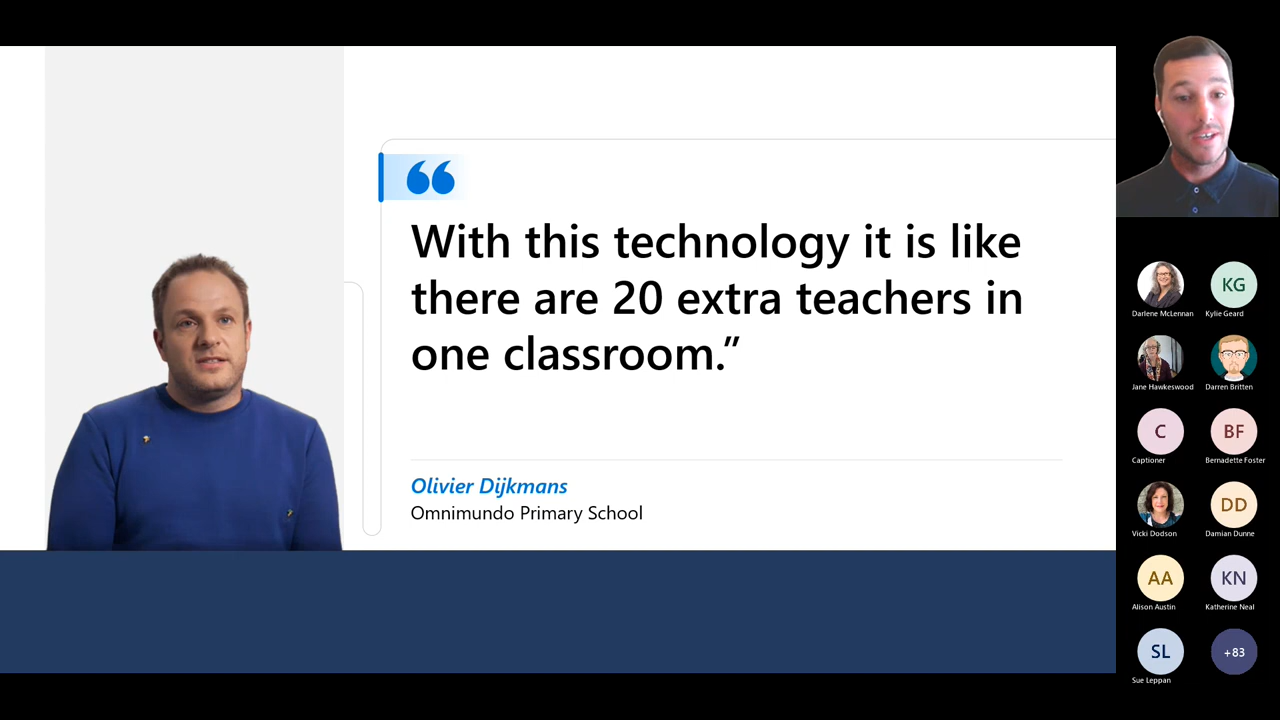 “
With this technology it is like
there are 20 extra teachers in
one classroom.”
Olivier Dijkmans
Omnimundo Primary School
Darlene McLennan
KG
Kylie Geard
Jane Hawkeswood
Darren Britten
C
Captioner
BF
Bernadette Foster
Vicki Dodson
DD
Damian Dunne
AA
Alison Austin
KN
Katherine Neal
SL
Sue Leppan
+83